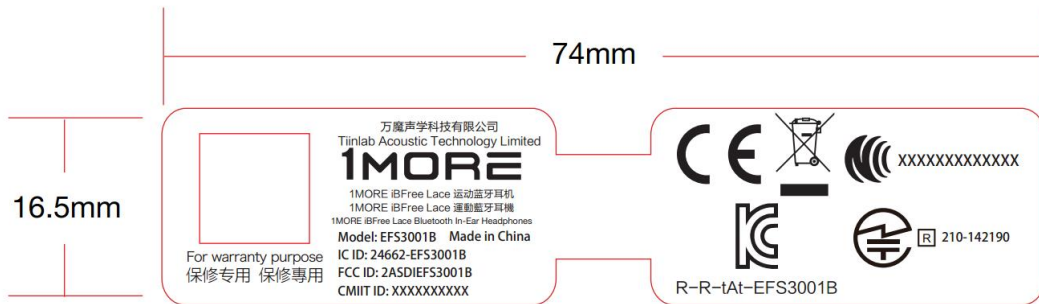 74mm
16.5mm
万魔声学科技有限公司
Tiinlab Acoustic Technology Limited
1MORE
1MORE iBFree Lace 运动蓝牙耳机
1MORE iBFree Lace 運動藍牙耳機
1MORE iBFree Lace Bluetooth In-Ear Headphones
Model: EFS3001B Made in China
IC ID: 24662-EFS3001B
FCC ID: 2ASDIEFS3001B
CMIIT ID: XXXXXXXXXX
For warranty purpose
保修专用 保修專用
CE
XXXXXXXXXXXXX
R 210-142190
R-R-tAt-EFS3001B